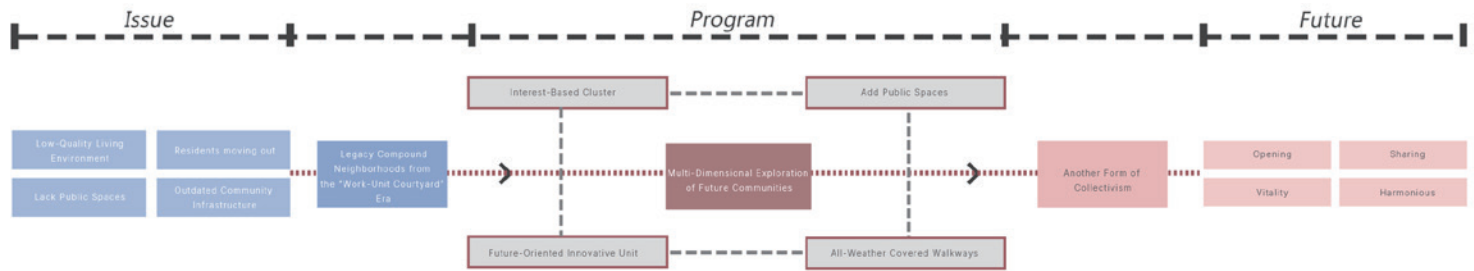 Issue
Program
Future
Interest-Based Cluster
Add Public Spaces
Low-Quality Living
Environment
Residents moving out
Lack Public Spaces
Outdated Community
Infrastructure
Legacy Compound
Neighborhoods from
the "Work-Unit Courtyard"
Era
Multi-Dimensional Exploration
of Future Communities
Another Form of
Collectivism
Opening
Sharing
Vitality
Harmonious
Future-Oriented Innovative Unit
All-Weather Covered Walkways